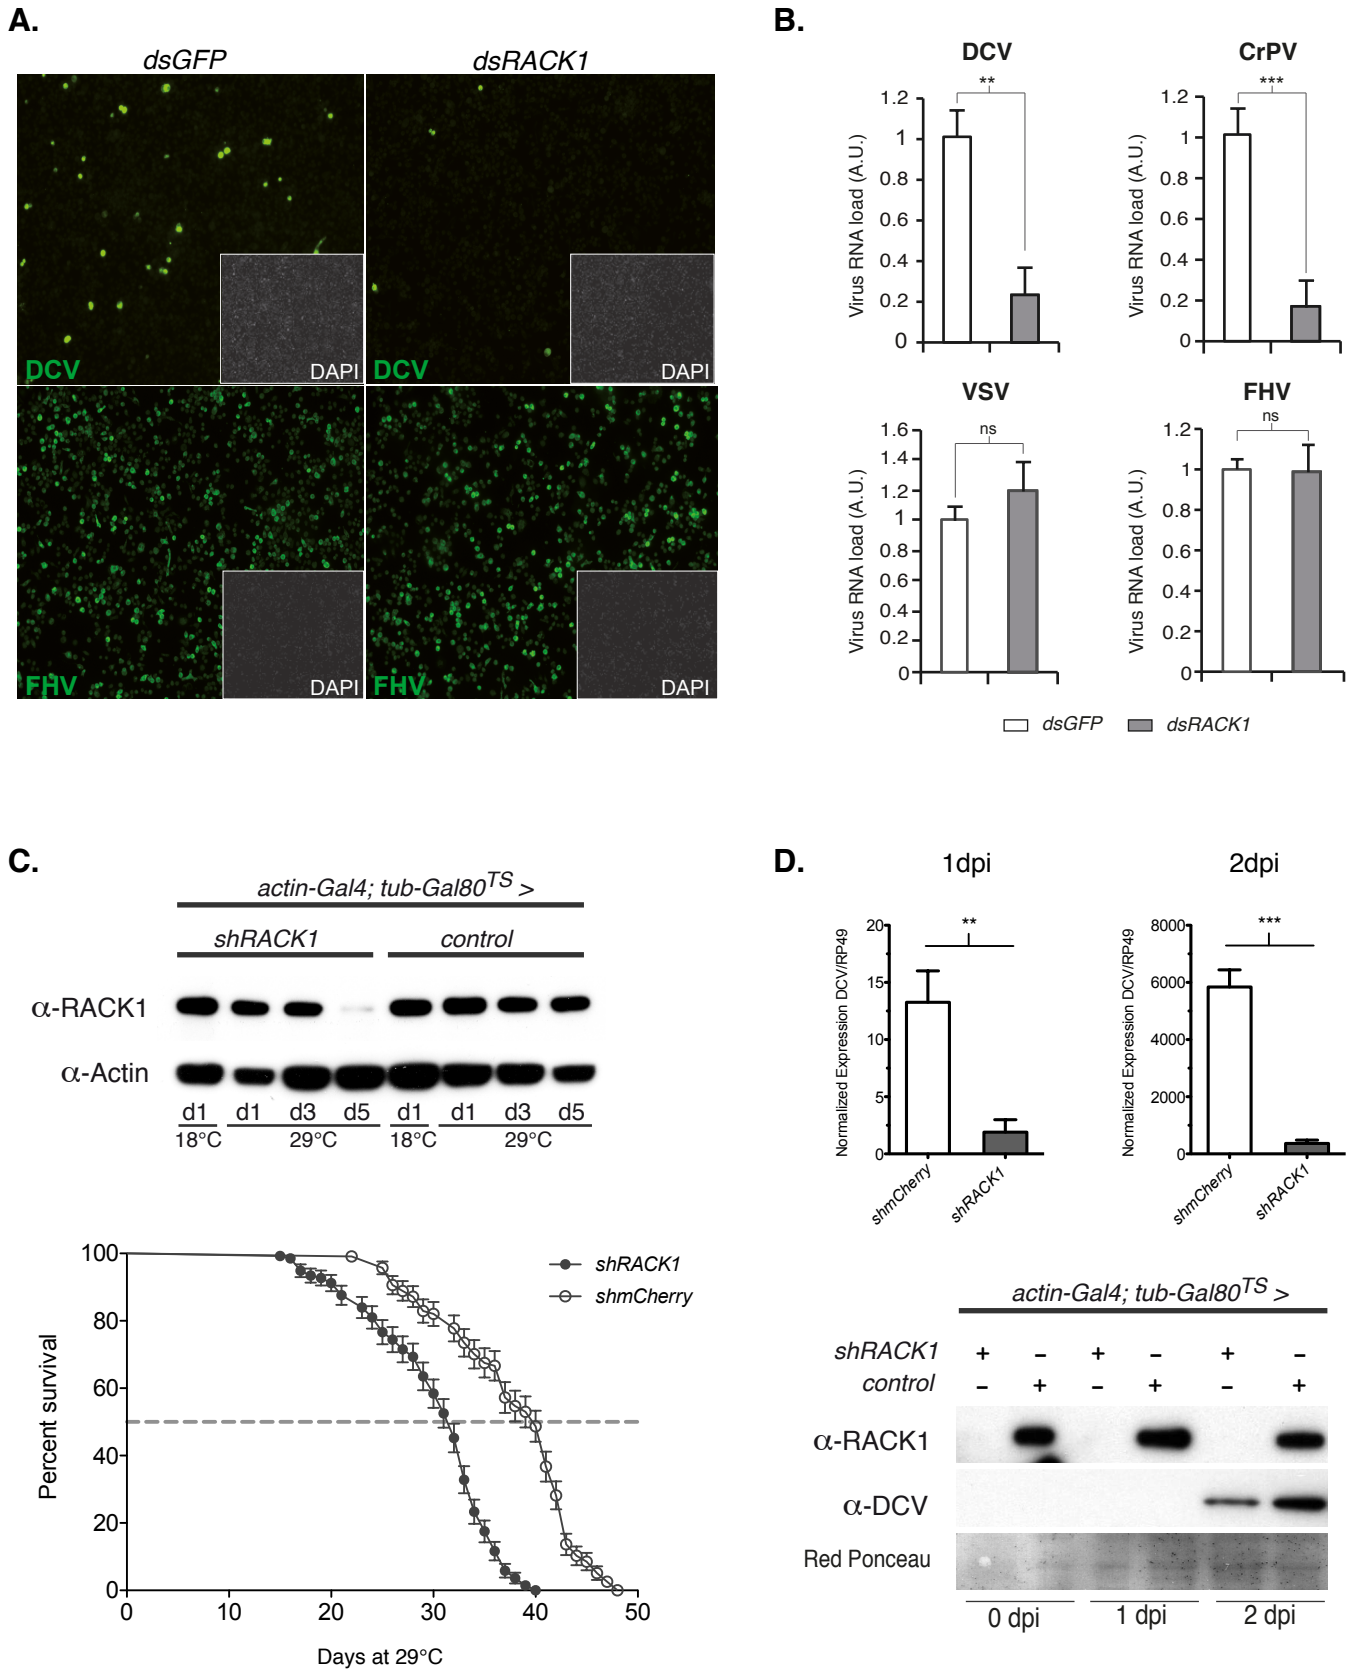 A.
dsGFP dsRACK1
DCV DAPI DCV DAPI
FHV DAPI FHV DAPI
B.
DCV
**
Virus RNA load (A.U.)
1.2
1
0.8
0.6
0.4
0.2
0
CrPV
***
Virus RNA load (A.U.)
1.2
1
0.8
0.6
0.4
0.2
0
VSV
ns
Virus RNA load (A.U.)
1.6
1.4
1.2
1
0.8
0.6
0.4
0.2
0
FHV
ns
Virus RNA load (A.U.)
1.2
1
0.8
0.6
0.4
0.2
0
dsGFP dsRACK1
C.
actin-Gal4; tub-Gal80TS >
shRACK1 control
α-RACK1
α-Actin
d1 d1 d3 d5 d1 d1 d3 d5
18°C 29°C 18°C 29°C
Percent survival
100
80
60
40
20
0
0 10 20 30 40 50
Days at 29°C
shRACK1
shmCherry
D.
1dpi
**
Normalized Expression DCV/RP49
20
15
10
5
0
shmCherry shRACK1
2dpi
***
Normalized Expression DCV/RP49
8000
6000
4000
2000
0
shmCherry shRACK1
actin-Gal4; tub-Gal80TS >
shRACK1 + – + – + –
control – + – + – +
α-RACK1
α-DCV
Red Ponceau
0 dpi 1 dpi 2 dpi